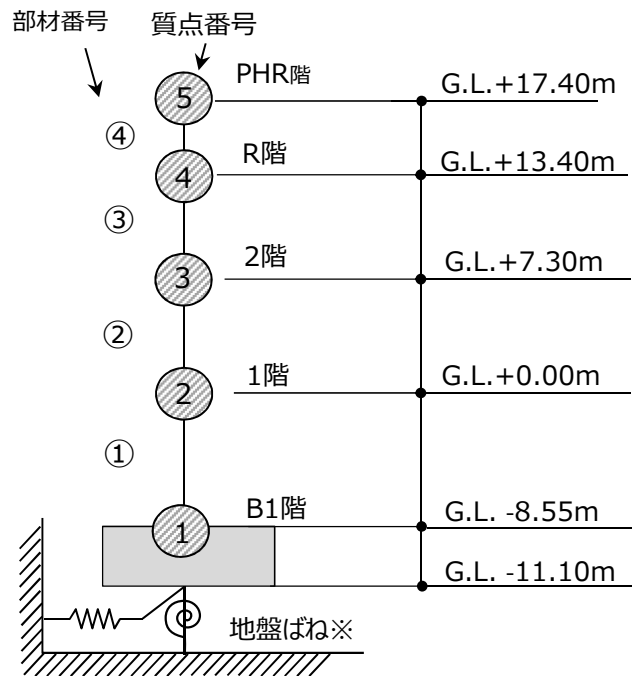 部材番号 質点番号
5 PHR階 G.L.+17.40m
④
4 R階 G.L.+13.40m
③
3 2階 G.L.+7.30m
②
2 1階 G.L.+0.00m
①
1 B1階 G.L. -8.55m
G.L. -11.10m
地盤ばね※